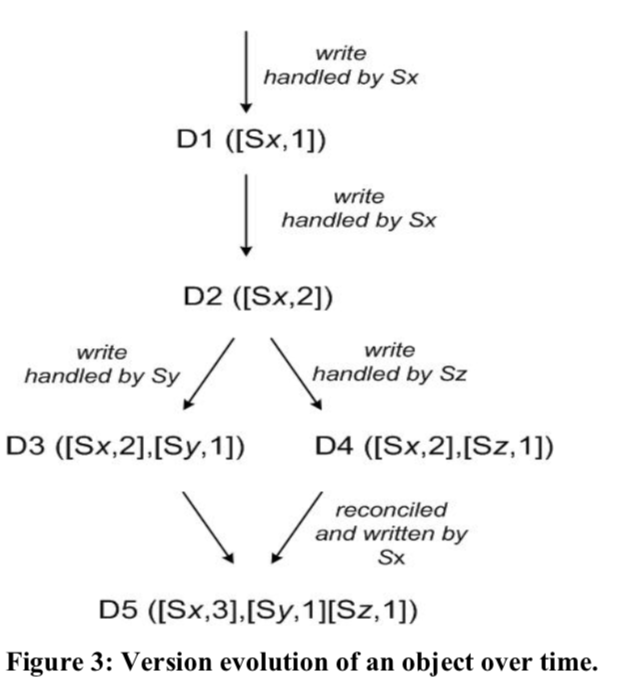 write
handled by Sx
D1 ([Sx,1])
write
handled by Sx
D2 ([Sx,2])
write
handled by Sy
write
handled by Sz
D3 ([Sx,2],[Sy,1])
D4 ([Sx,2],[Sz,1])
reconciled
and written by
Sx
D5 ([Sx,3],[Sy,1][Sz,1])
Figure 3: Version evolution of an object over time.